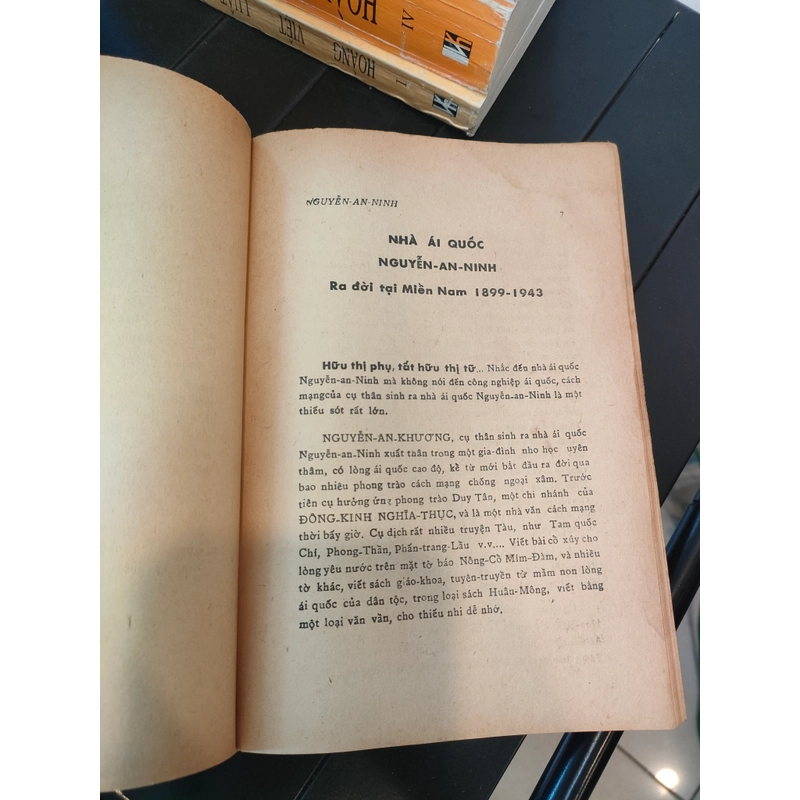 HOÀNG VIỆT LUẬT
I
IV
NGUYỄN-AN-NINH
7
NHÀ ÁI QUỐC
NGUYỄN-AN-NINH
Ra đời tại Miền Nam 1899-1943
Hữu thị phụ, tất hữu thị tử... Nhắc đến nhà ái quốc
Nguyễn-an-Ninh mà không nói đến công nghiệp ái quốc, cách
mạngcủa cụ thân sinh ra nhà ái quốc Nguyễn-an-Ninh là một
thiếu sót rất lớn.
NGUYỄN-AN-KHƯƠNG, cụ thân sinh ra nhà ái quốc
Nguyễn-an-Ninh xuất thân trong một gia-đình nho học uyên
thâm, có lòng ái quốc cao độ, kể từ mới bắt đầu ra đời qua
bao nhiêu phong trào cách mạng chống ngoại xâm. Trước
tiên cụ hưởng ứng phong trào Duy Tân, một chi nhánh của
ĐÔNG-KINH NGHĨA-THỤC, và là một nhà văn cách mạng
thời bấy giờ. Cụ dịch rất nhiều truyện Tàu, như Tam quốc
Chí, Phong-Thần, Phấn-trang-Lầu v.v.... Viết bài cổ xúy cho
lòng yêu nước trên mặt tờ báo Nông-Cổ Mím-Đàm, và nhiều
tờ khác, viết sách giáo-khoa, tuyên-truyền từ mầm non lòng
ái quốc của dân tộc, trong loại sách Huấn-Mông, viết bằng
một loại văn vần, cho thiếu nhi dễ nhớ.